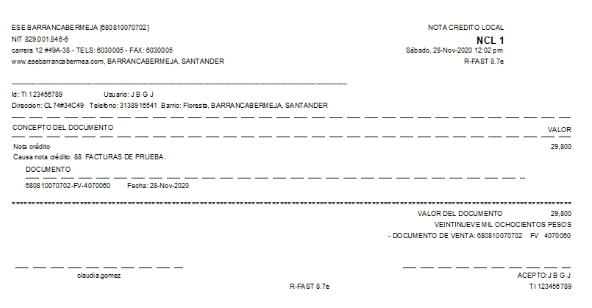 ESE BARRANCABERMEJA [680810070702]
NOTA CREDITO LOCAL
NIT 829.001.846-6
NCL 1
carrera 12 #49A-38 - TELS: 6030005 - FAX: 6030005
Sábado, 28-Nov-2020 12:02 pm
www.esebarrancabermea.com, BARRANCABERMEJA, SANTANDER
R-FAST 8.7e
Id: TI 123456789 Usuario: J B G J
Direccion: CL74#34C49 Telefono: 3138916541 Barrio: Floresta, BARRANCABERMEJA, SANTANDER
CONCEPTO DEL DOCUMENTO VALOR
Nota crédito 29,800
Causa nota crédito: 88 FACTURAS DE PRUEBA.
DOCUMENTO
680810070702-FV-4070060 Fecha: 28-Nov-2020
VALOR DEL DOCUMENTO 29,800
VEINTINUEVE MIL OCHOCIENTOS PESOS
- DOCUMENTO DE VENTA: 680810070702 FV 4070060
claudia.gomez
ACEPTO: J B G J
R-FAST 8.7e
TI 123456789